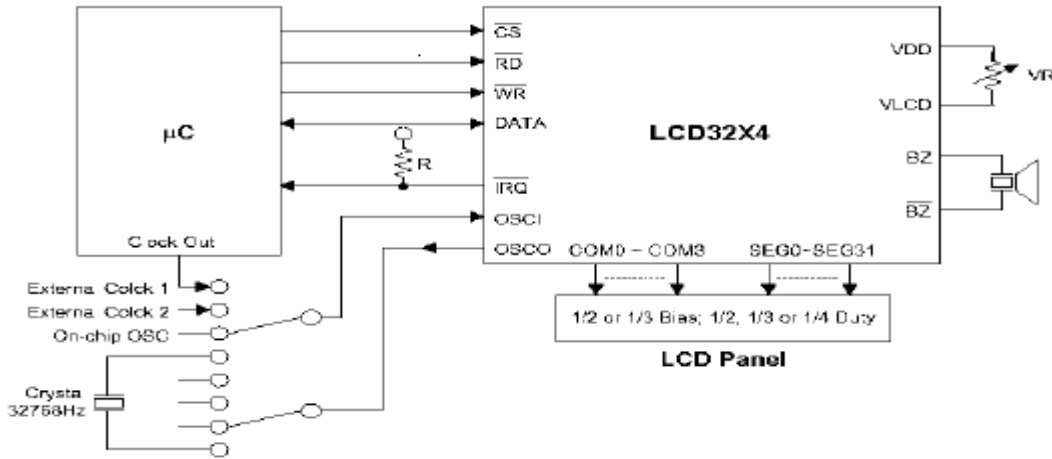 μC
Clock Out
CS
RD
WR
DATA
IRQ
OSCI
OSCO
R
LCD32X4
VDD
VLCD
VR
BZ
BZ
COM0 ~ COM3
SEG0~SEG31
1/2 or 1/3 Bias; 1/2, 1/3 or 1/4 Duty
LCD Panel
External Colck 1
External Colck 2
On-chip OSC
Crysta
32768Hz